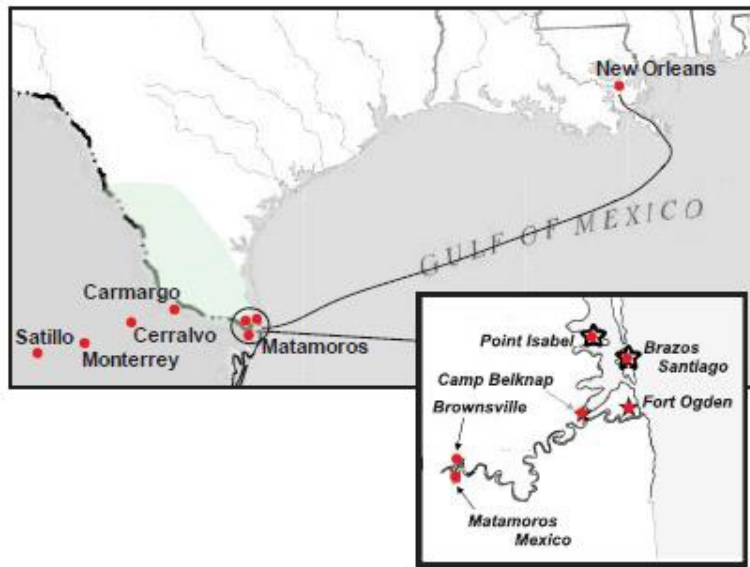 New Orleans
GULF OF MEXICO
Carmargo
Cerralvo
Satillo
Monterrey
Matamoros
Point Isabel
Brazos
Santiago
Camp Belknap
Fort Ogden
Brownsville
Matamoros
Mexico